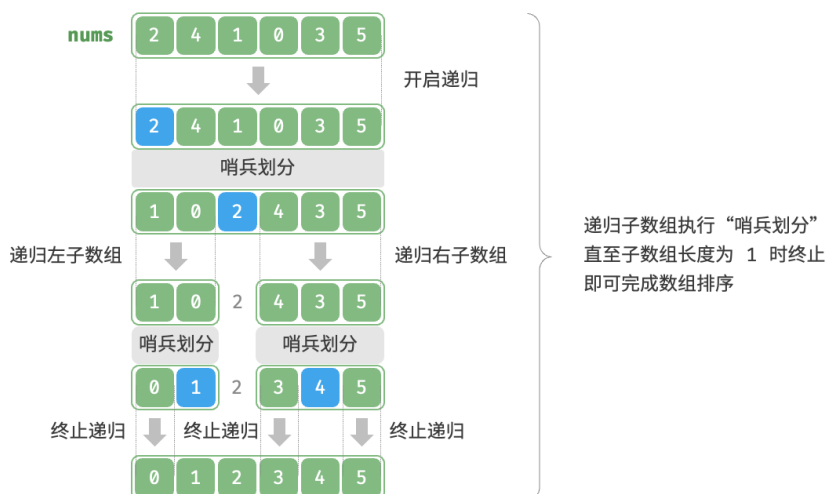 nums 2 4 1 0 3 5
开启递归
2 4 1 0 3 5
哨兵划分
1 0 2 4 3 5
递归左子数组 递归右子数组
递归子数组执行“哨兵划分”
直至子数组长度为 1 时终止
即可完成数组排序
1 0 2 4 3 5
哨兵划分 哨兵划分
0 1 2 3 4 5
终止递归 终止递归 终止递归
0 1 2 3 4 5